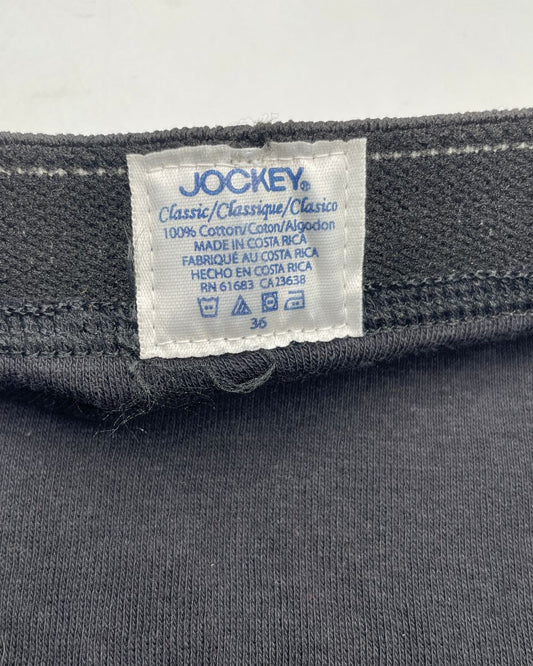 JOCKEY®
Classic/Classique/Clasico
100% Cotton/Coton/Algodon
MADE IN COSTA RICA
FABRIQUÉ AU COSTA RICA
HECHO EN COSTA RICA
RN 61683 CA 23638
36